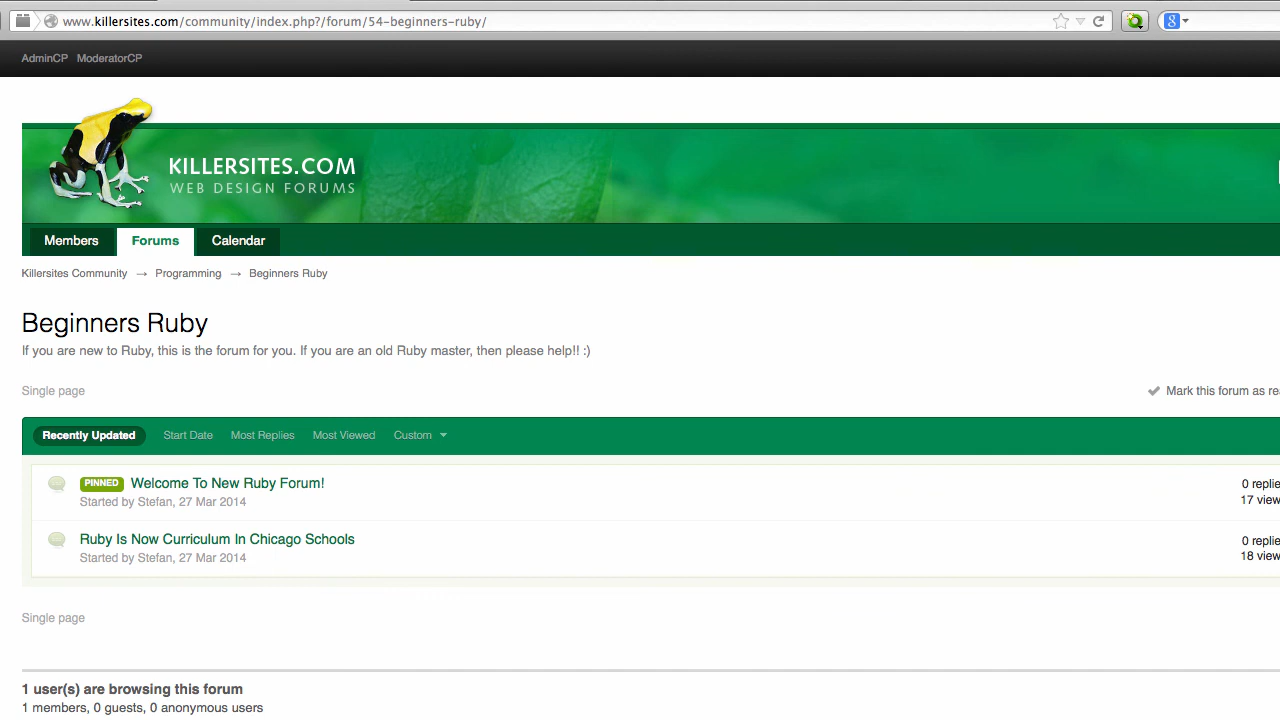 www.killersites.com/community/index.php?/forum/54-beginners-ruby/
AdminCP ModeratorCP
KILLERSITES.COM
WEB DESIGN FORUMS
Members Forums Calendar
Killersites Community → Programming → Beginners Ruby
Beginners Ruby
If you are new to Ruby, this is the forum for you. If you are an old Ruby master, then please help!! :)
Single page
Mark this forum as rea
Recently Updated Start Date Most Replies Most Viewed Custom
PINNED Welcome To New Ruby Forum! 0 replie
Started by Stefan, 27 Mar 2014 17 view
Ruby Is Now Curriculum In Chicago Schools 0 replie
Started by Stefan, 27 Mar 2014 18 view
Single page
1 user(s) are browsing this forum
1 members, 0 guests, 0 anonymous users